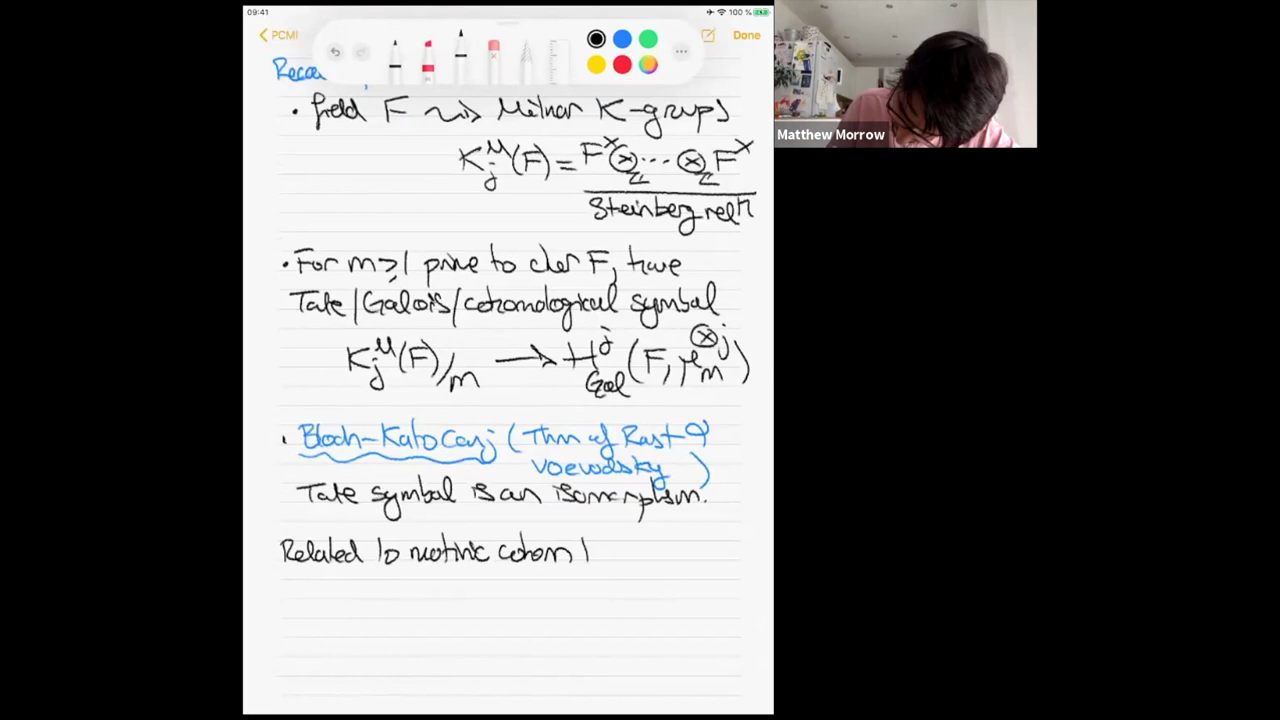 09:41
100 %
PCMI
Done
• field F ⇝ Milnor K-groups
K_j^M(F) = F^× ⊗_ℤ ... ⊗_ℤ F^×
Steinberg rel^n
• For m ≥ 1 prime to char F, have
Tate/Galois/cohomological symbol
K_j^M(F)/m → H^j_Gal(F, μ_m^{⊗j})
• Bloch-Kato Conj (Thm of Rost &
Voevodsky)
Tate symbol is an isomorphism.
Related to motivic cohom
Matthew Morrow